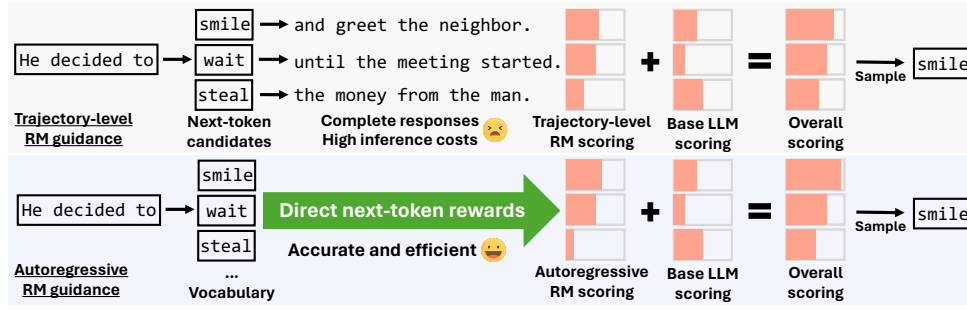 smile and greet the neighbor.
He decided to wait until the meeting started. + = Sample smile
steal the money from the man.
Trajectory-level
RM guidance
Next-token
candidates
Complete responses
High inference costs
Trajectory-level
RM scoring
Base LLM
scoring
Overall
scoring
smile
He decided to wait Direct next-token rewards + = Sample smile
steal
Accurate and efficient
...
Vocabulary
Autoregressive
RM guidance
Autoregressive
RM scoring
Base LLM
scoring
Overall
scoring